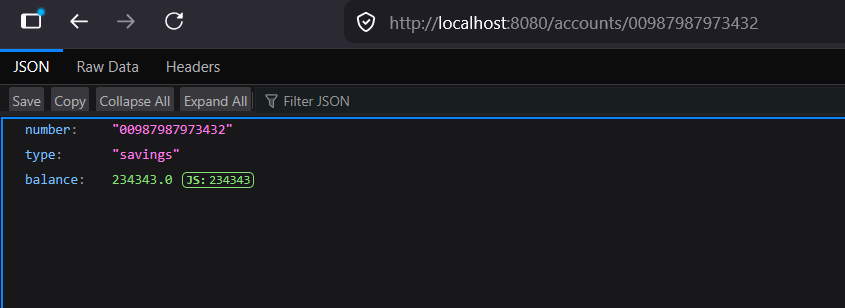 http://localhost:8080/accounts/00987987973432
JSON Raw Data Headers
Save Copy Collapse All Expand All Filter JSON
number: "00987987973432"
type: "savings"
balance: 234343.0 JS: 234343